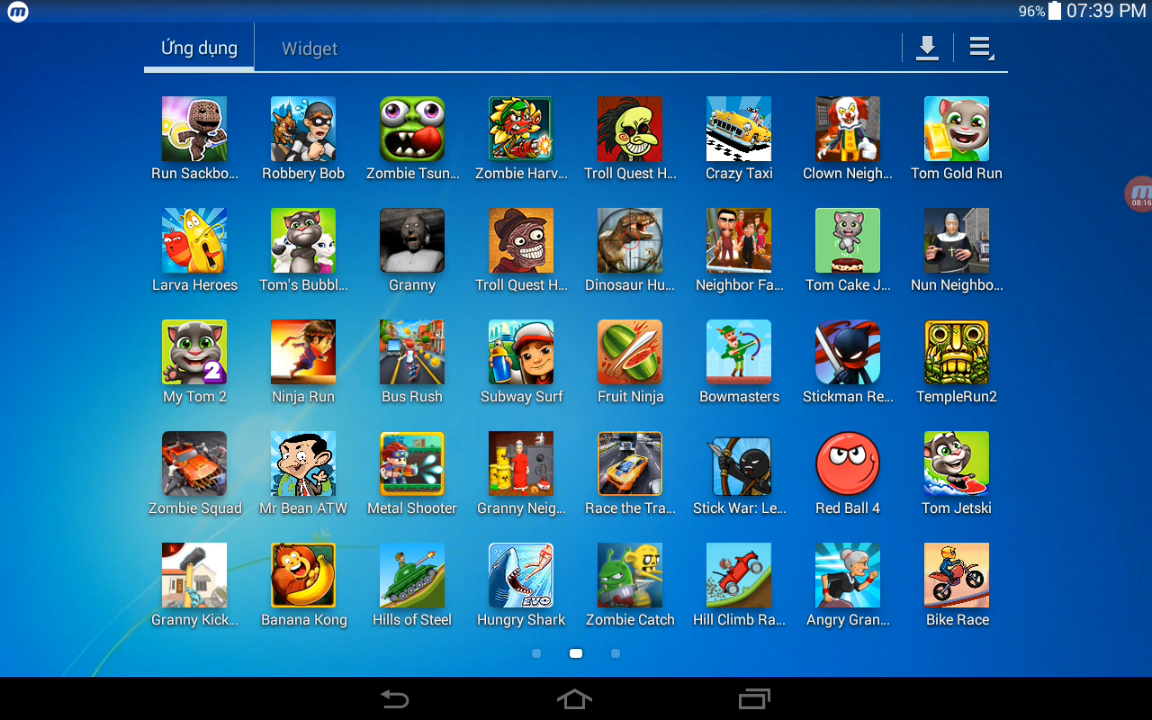 96% 07:39 PM
Ứng dụng Widget
Run Sackbo... Robbery Bob Zombie Tsun... Zombie Harv... Troll Quest H... Crazy Taxi Clown Neigh... Tom Gold Run
08:16
Larva Heroes Tom's Bubbl... Granny Troll Quest H... Dinosaur Hu... Neighbor Fa... Tom Cake J... Nun Neighbo...
2
My Tom 2 Ninja Run Bus Rush Subway Surf Fruit Ninja Bowmasters Stickman Re... TempleRun2
Zombie Squad Mr Bean ATW Metal Shooter Granny Neig... Race the Tra... Stick War: Le... Red Ball 4 Tom Jetski
k
EVO
Granny Kick... Banana Kong Hills of Steel Hungry Shark Zombie Catch Hill Climb Ra... Angry Gran... Bike Race